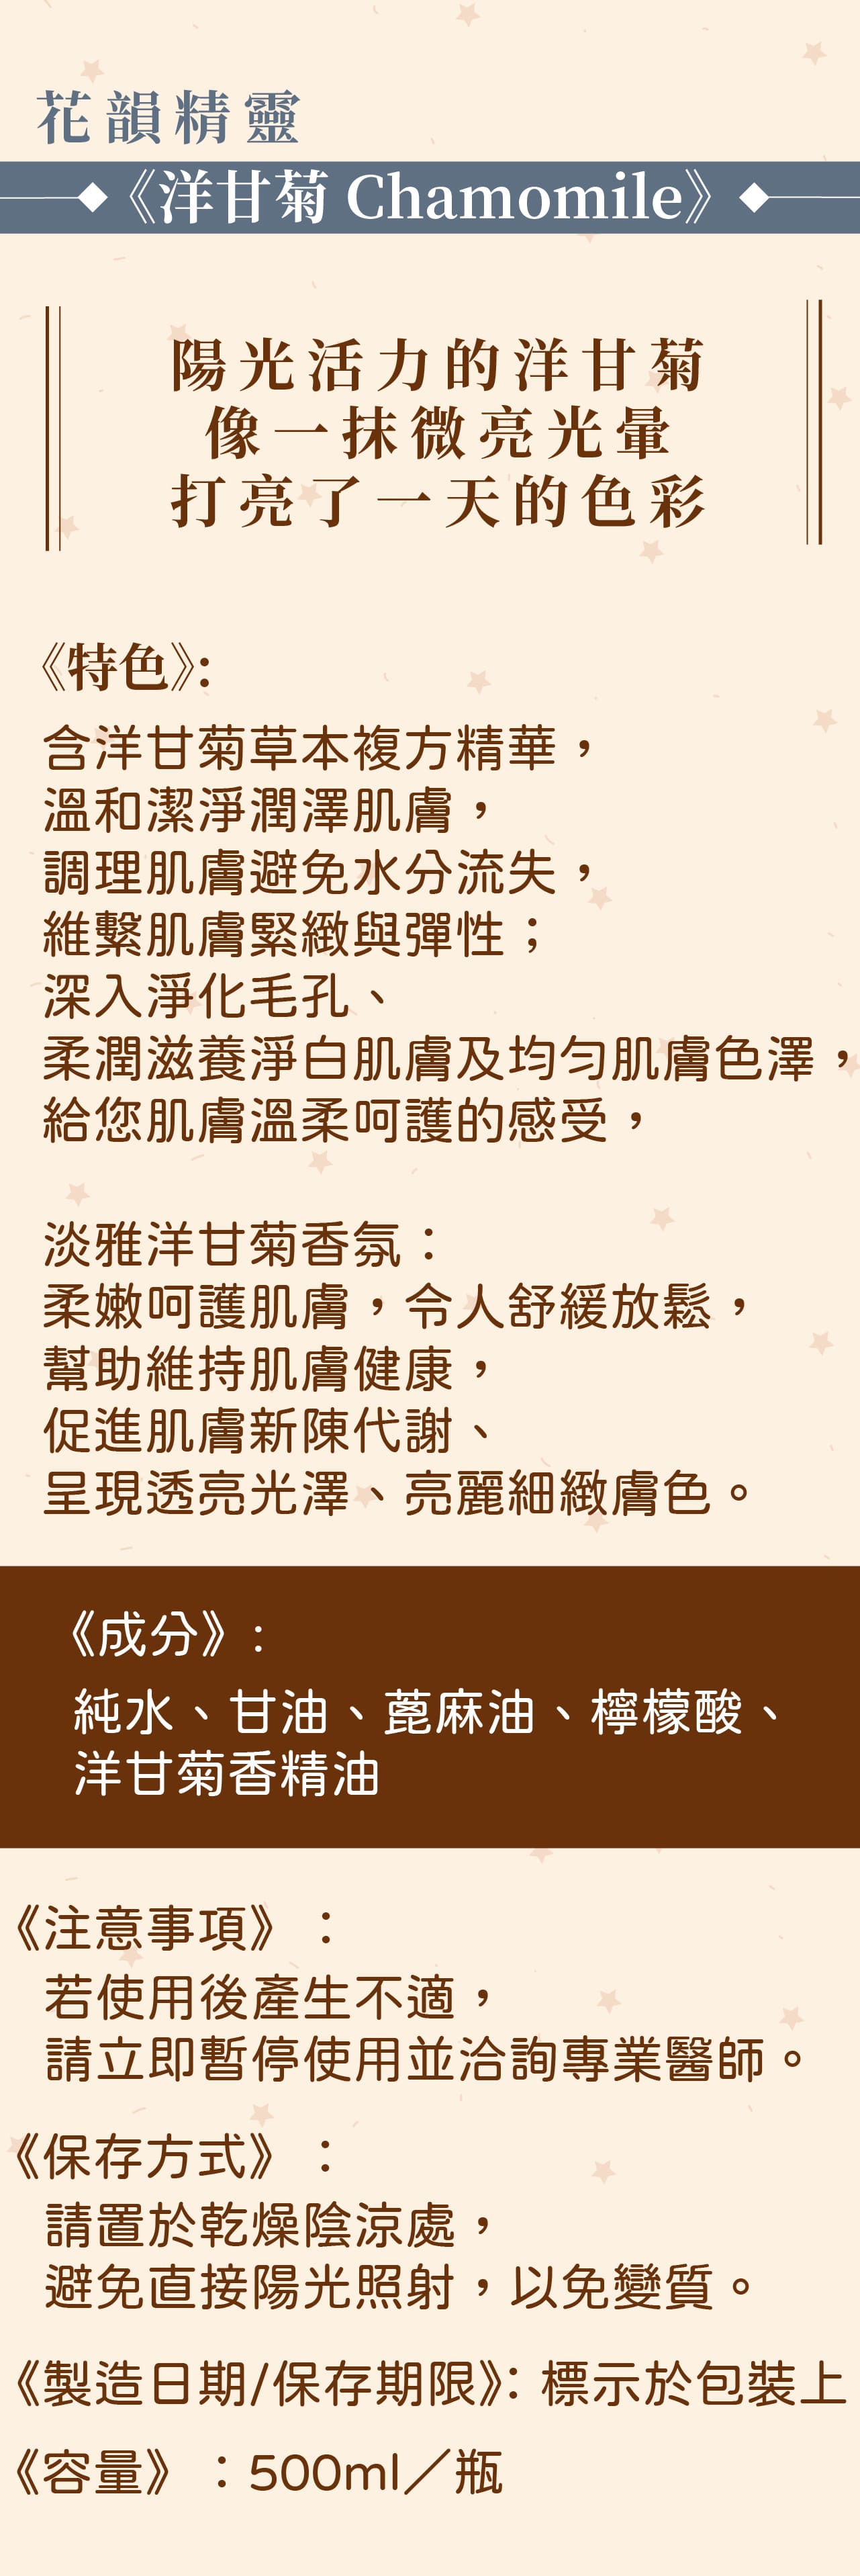 花韻精靈
《洋甘菊 Chamomile》
陽光活力的洋甘菊
像一抹微亮光暈
打亮了一天的色彩
《特色》:
含洋甘菊草本複方精華，
溫和潔淨潤澤肌膚，
調理肌膚避免水分流失，
維繫肌膚緊緻與彈性；
深入淨化毛孔、
柔潤滋養淨白肌膚及均勻肌膚色澤，
給您肌膚溫柔呵護的感受，
淡雅洋甘菊香氛：
柔嫩呵護肌膚，令人舒緩放鬆，
幫助維持肌膚健康，
促進肌膚新陳代謝、
呈現透亮光澤、亮麗細緻膚色。
《成分》:
純水、甘油、蓖麻油、檸檬酸、
洋甘菊香精油
《注意事項》：
若使用後產生不適，
請立即暫停使用並洽詢專業醫師。
《保存方式》：
請置於乾燥陰涼處，
避免直接陽光照射，以免變質。
《製造日期/保存期限》：標示於包裝上
《容量》：500ml／瓶